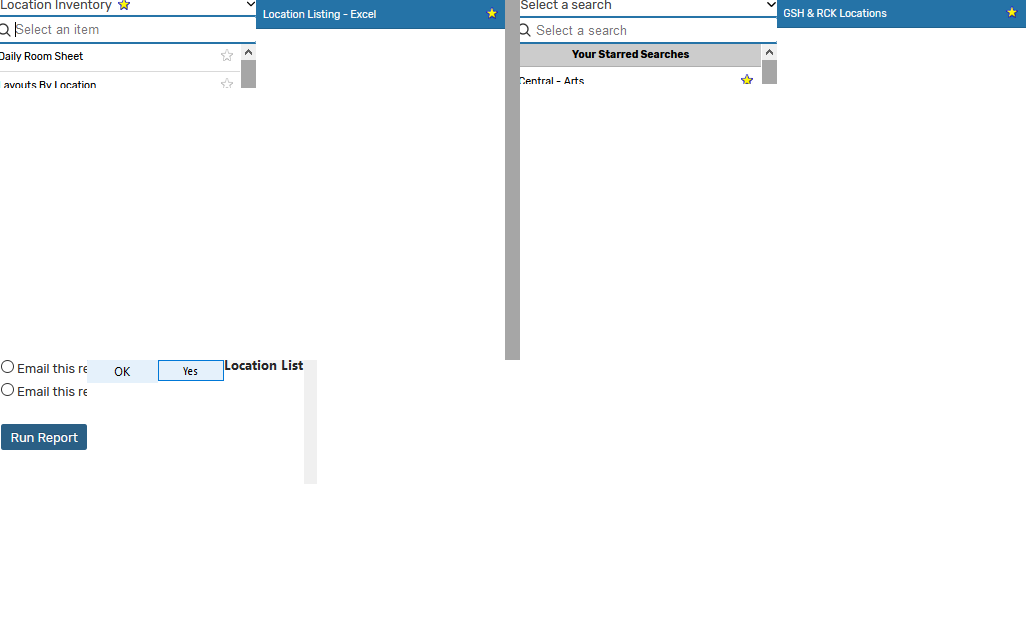 Location Inventory
Select an item
Daily Room Sheet
Layouts By Location
Location Listing - Excel
Select a search
Select a search
Your Starred Searches
Central - Arts
GSH & RCK Locations
Email this re
Email this re
Run Report
OK
Yes
Location List